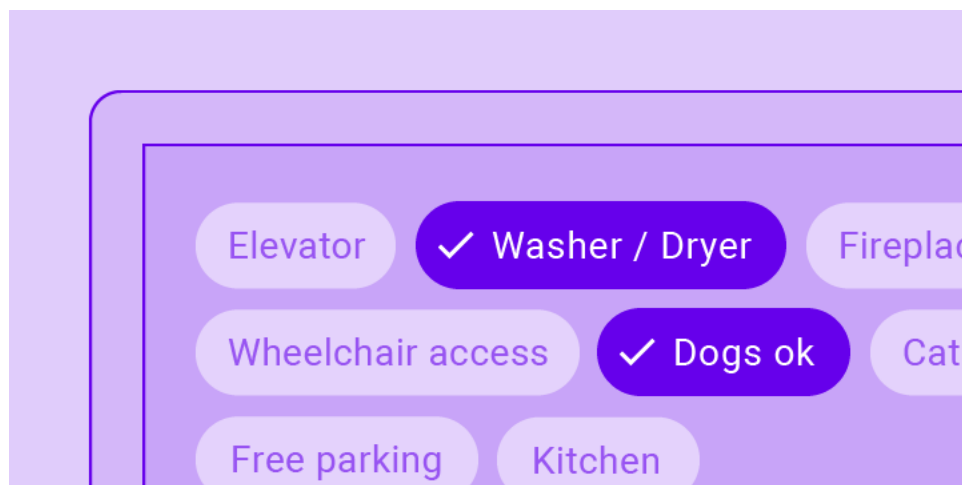 Elevator Washer / Dryer
Wheelchair access Dogs ok
Free parking Kitchen